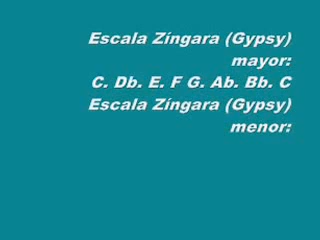 Escala Zíngara (Gypsy)
mayor:
C. Db. E. F G. Ab. Bb. C
Escala Zíngara (Gypsy)
menor: